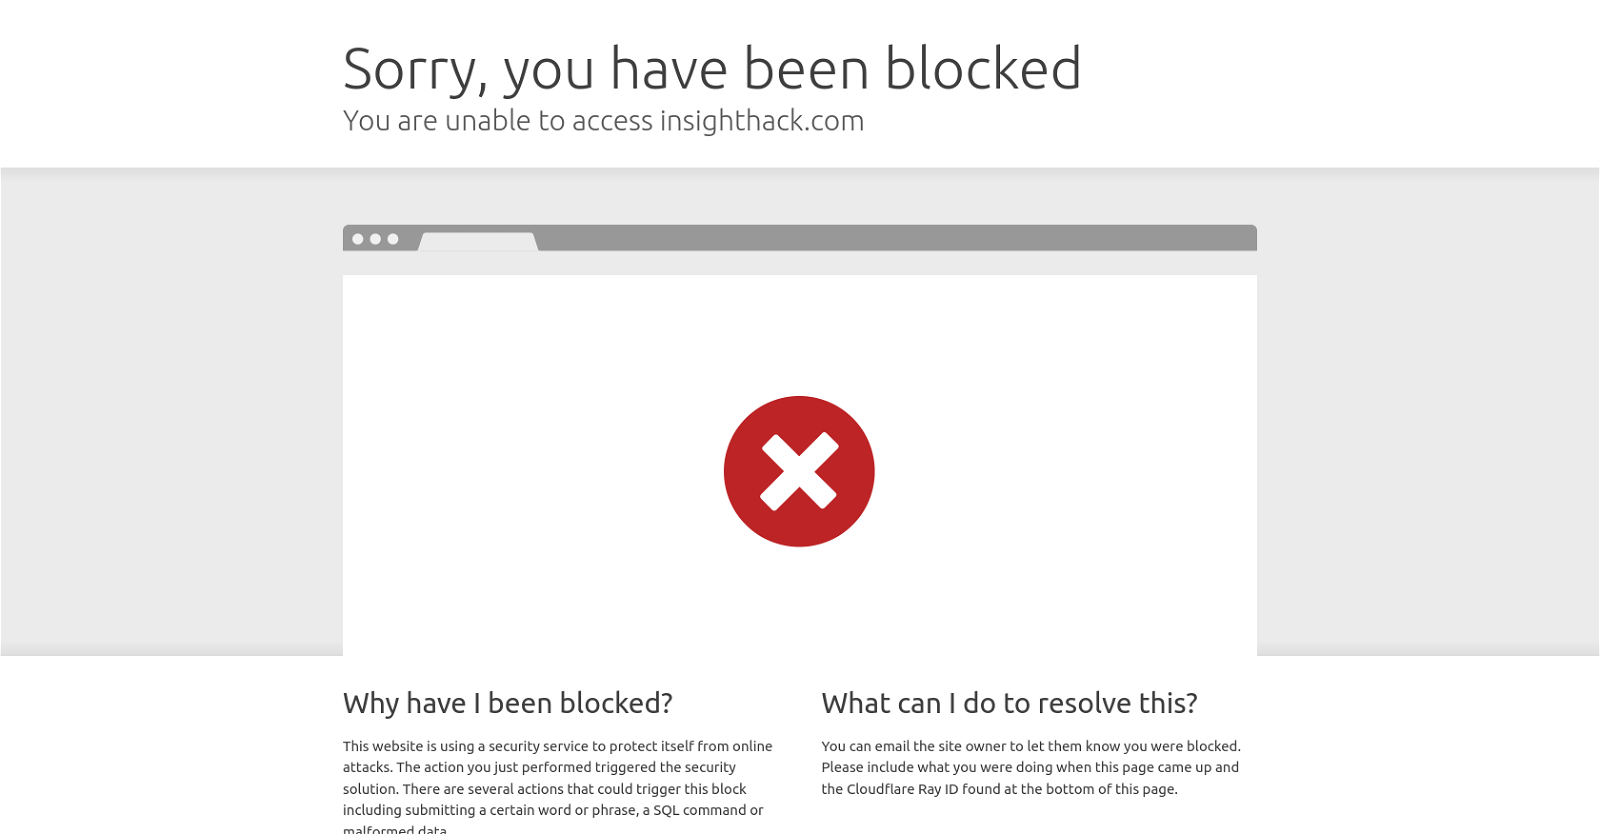 Sorry, you have been blocked
You are unable to access insighthack.com
Why have I been blocked?
This website is using a security service to protect itself from online
attacks. The action you just performed triggered the security
solution. There are several actions that could trigger this block
including submitting a certain word or phrase, a SQL command or
malformed data.
What can I do to resolve this?
You can email the site owner to let them know you were blocked.
Please include what you were doing when this page came up and
the Cloudflare Ray ID found at the bottom of this page.